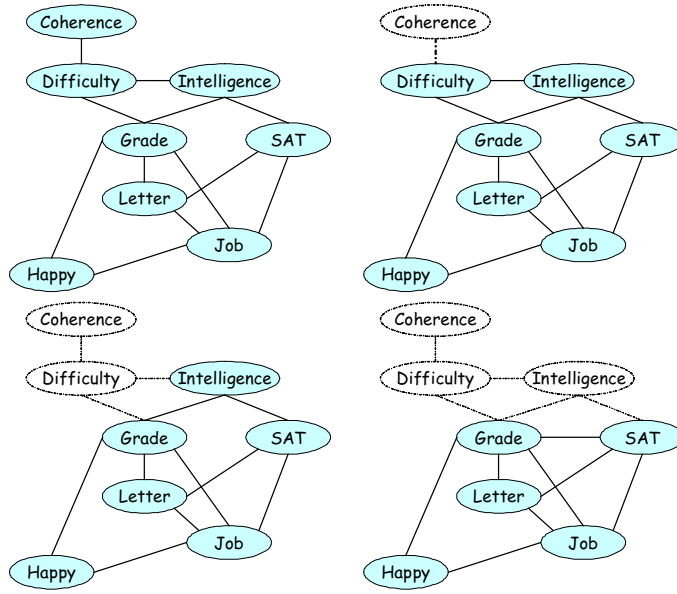 Coherence
Difficulty
Intelligence
Grade
SAT
Letter
Job
Happy
Coherence
Difficulty
Intelligence
Grade
SAT
Letter
Job
Happy
Coherence
Difficulty
Intelligence
Grade
SAT
Letter
Job
Happy
Coherence
Difficulty
Intelligence
Grade
SAT
Letter
Job
Happy